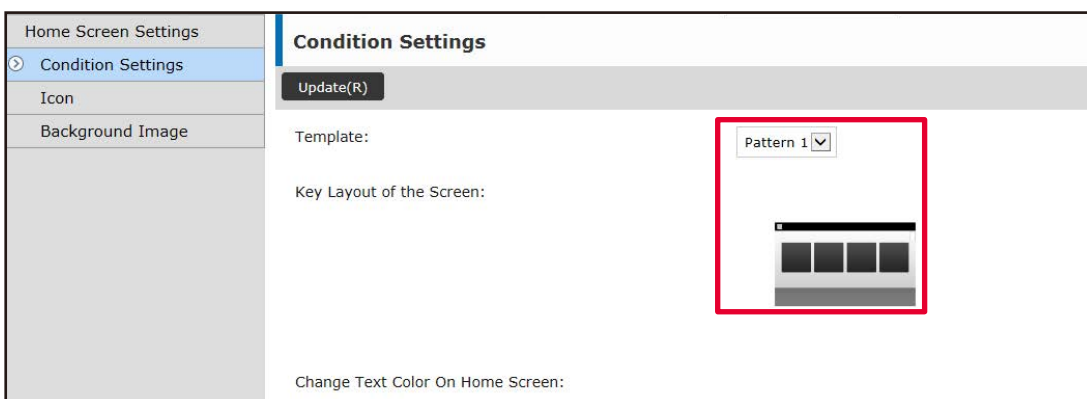 Home Screen Settings
Condition Settings
Icon
Background Image
Condition Settings
Update(R)
Template:
Pattern 1
Key Layout of the Screen:
Change Text Color On Home Screen: